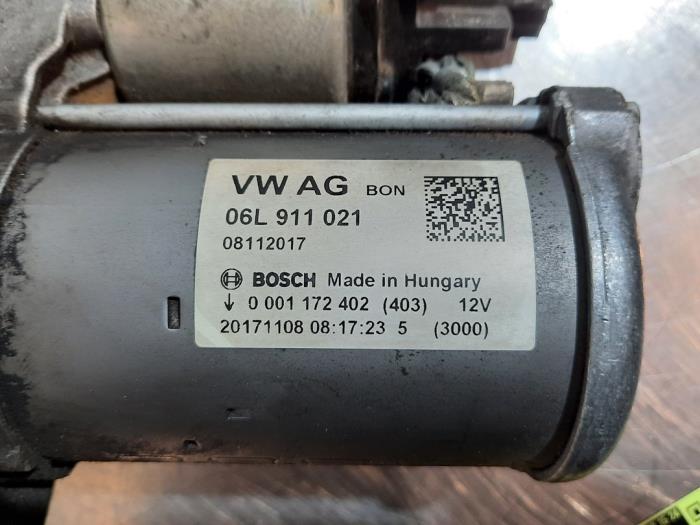 VW AG BON
06L 911 021
08112017
BOSCH Made in Hungary
↓ 0 001 172 402 (403) 12V
20171108 08:17:23 5 (3000)